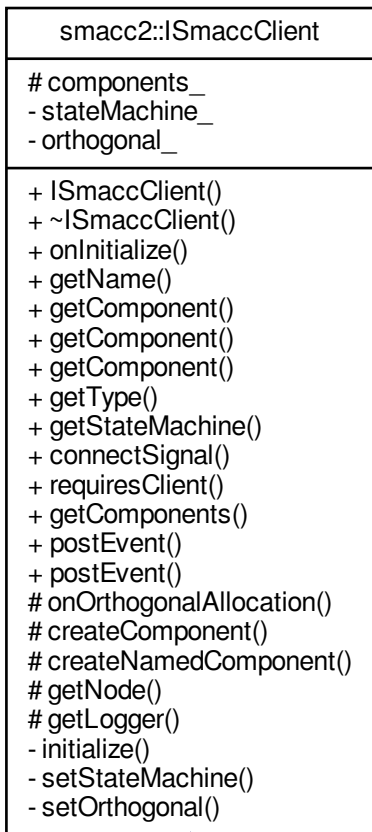 smacc2::ISmaccClient
# components_
- stateMachine_
- orthogonal_
+ ISmaccClient()
+ ~ISmaccClient()
+ onInitialize()
+ getName()
+ getComponent()
+ getComponent()
+ getComponent()
+ getType()
+ getStateMachine()
+ connectSignal()
+ requiresClient()
+ getComponents()
+ postEvent()
+ postEvent()
# onOrthogonalAllocation()
# createComponent()
# createNamedComponent()
# getNode()
# getLogger()
- initialize()
- setStateMachine()
- setOrthogonal()